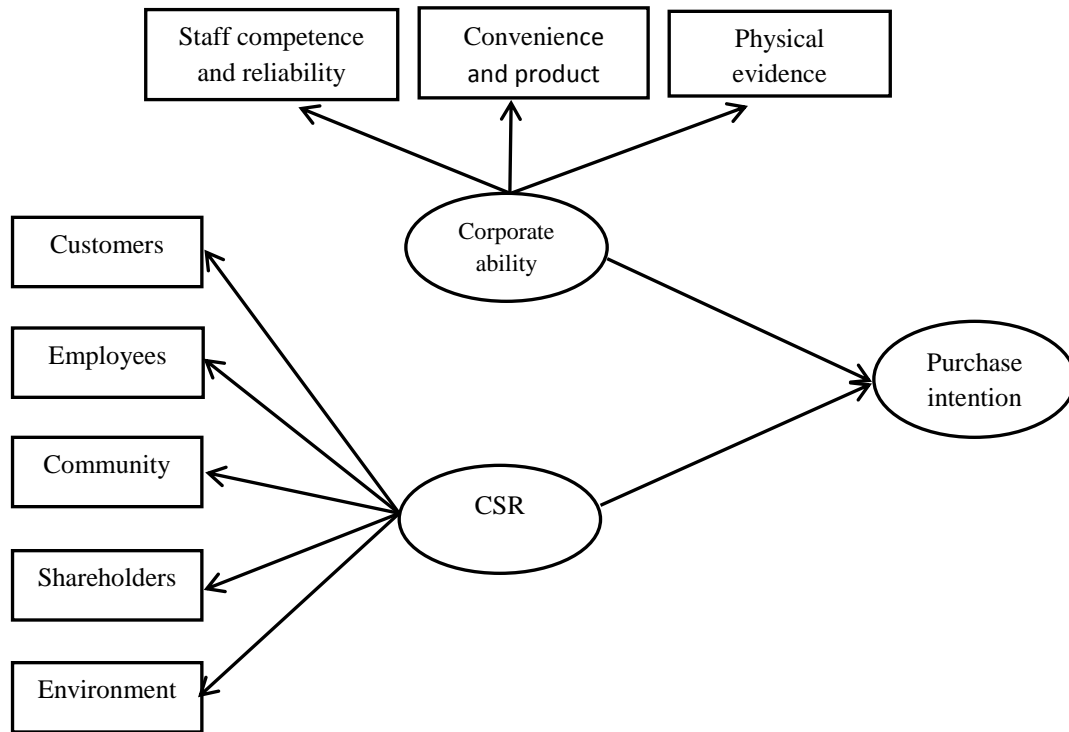 Staff competence
and reliability
Convenience
and product
Physical
evidence
Corporate
ability
Customers
Employees
Community
Shareholders
Environment
CSR
Purchase
intention